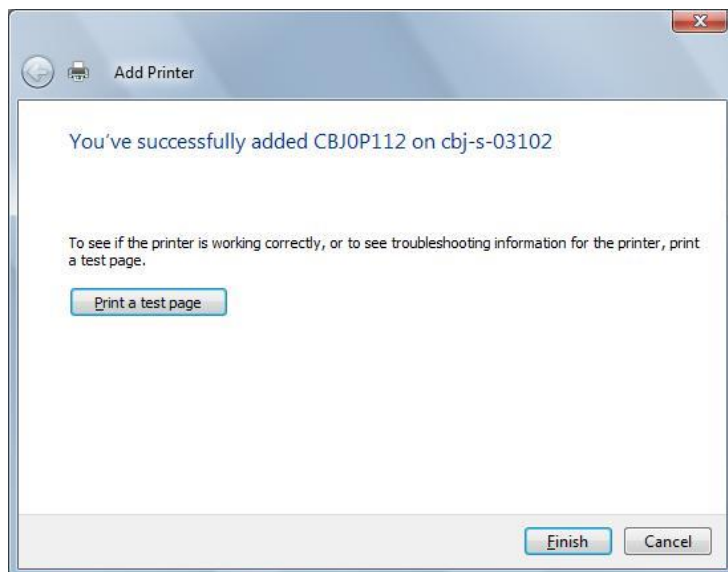 Add Printer
You've successfully added CBJ0P112 on cbj-s-03102
To see if the printer is working correctly, or to see troubleshooting information for the printer, print
a test page.
Print a test page
Finish Cancel